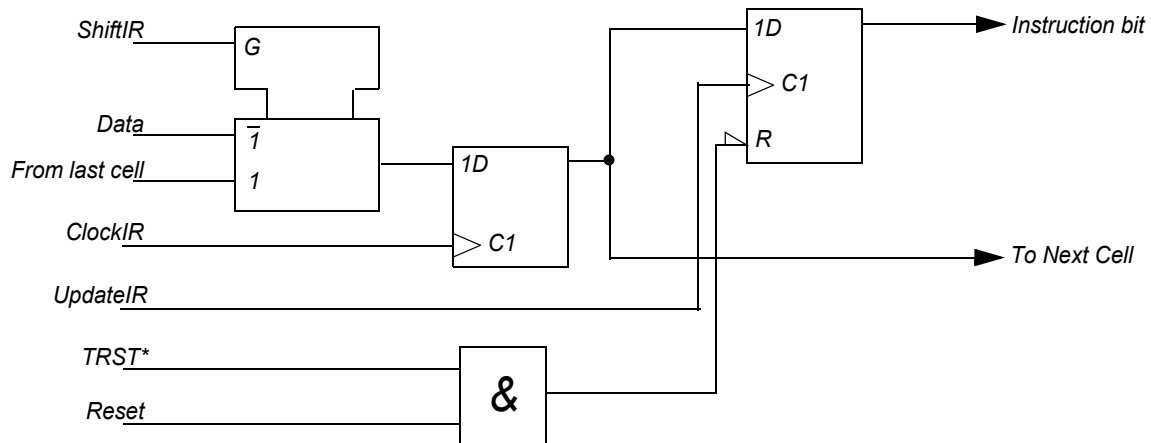 ShiftIR
G
1D
Instruction bit
C1
Data
1̅
R
From last cell
1
1D
ClockIR
C1
To Next Cell
UpdateIR
TRST*
&
Reset